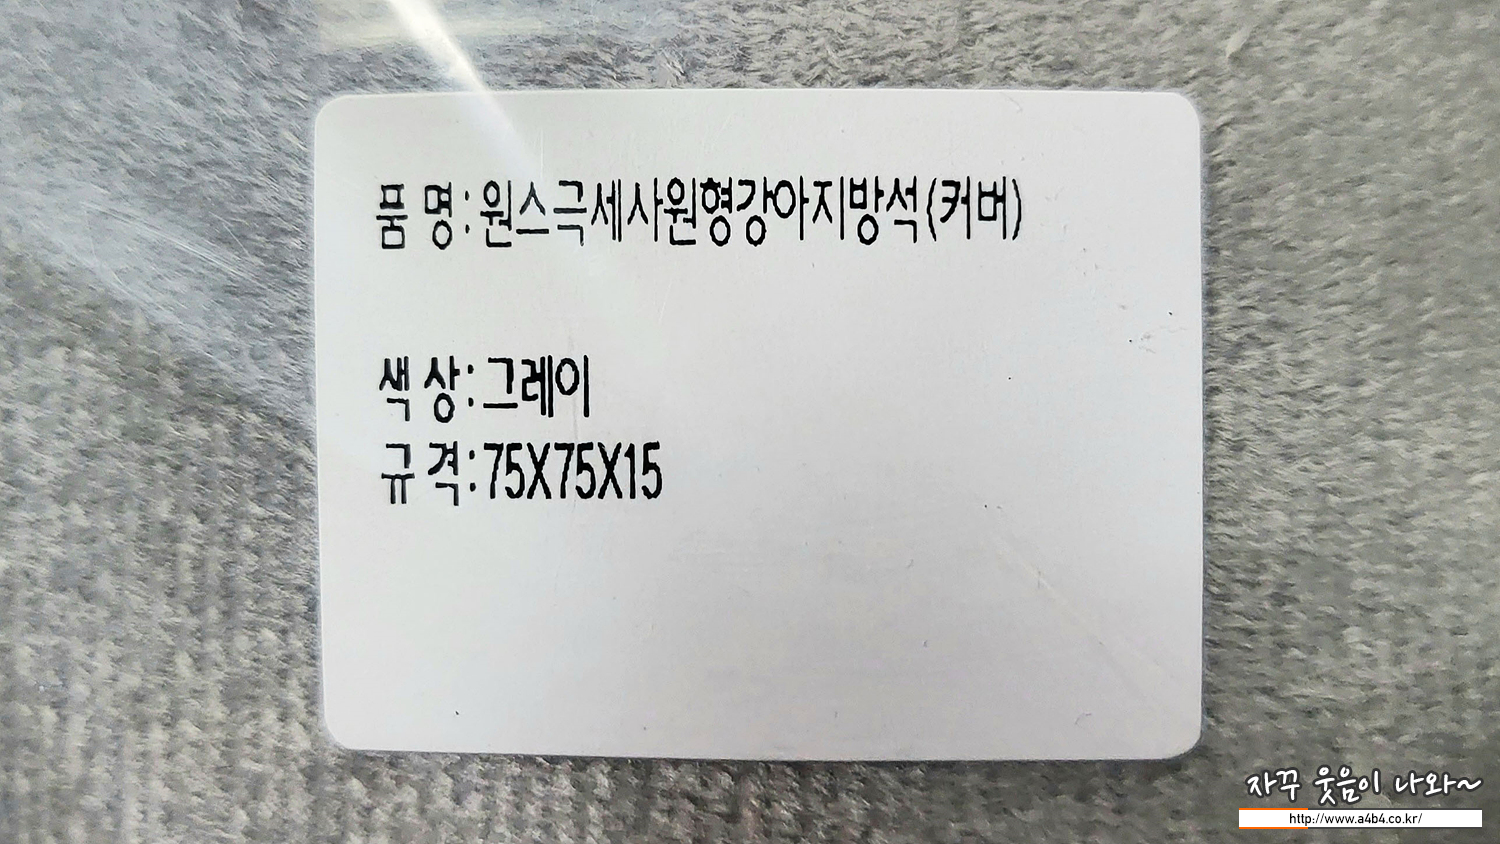 품 명:원스극세사원형강아지방석(커버)
색 상:그레이
규 격:75X75X15
자꾸 웃음이 나와~
http://www.a4b4.co.kr/